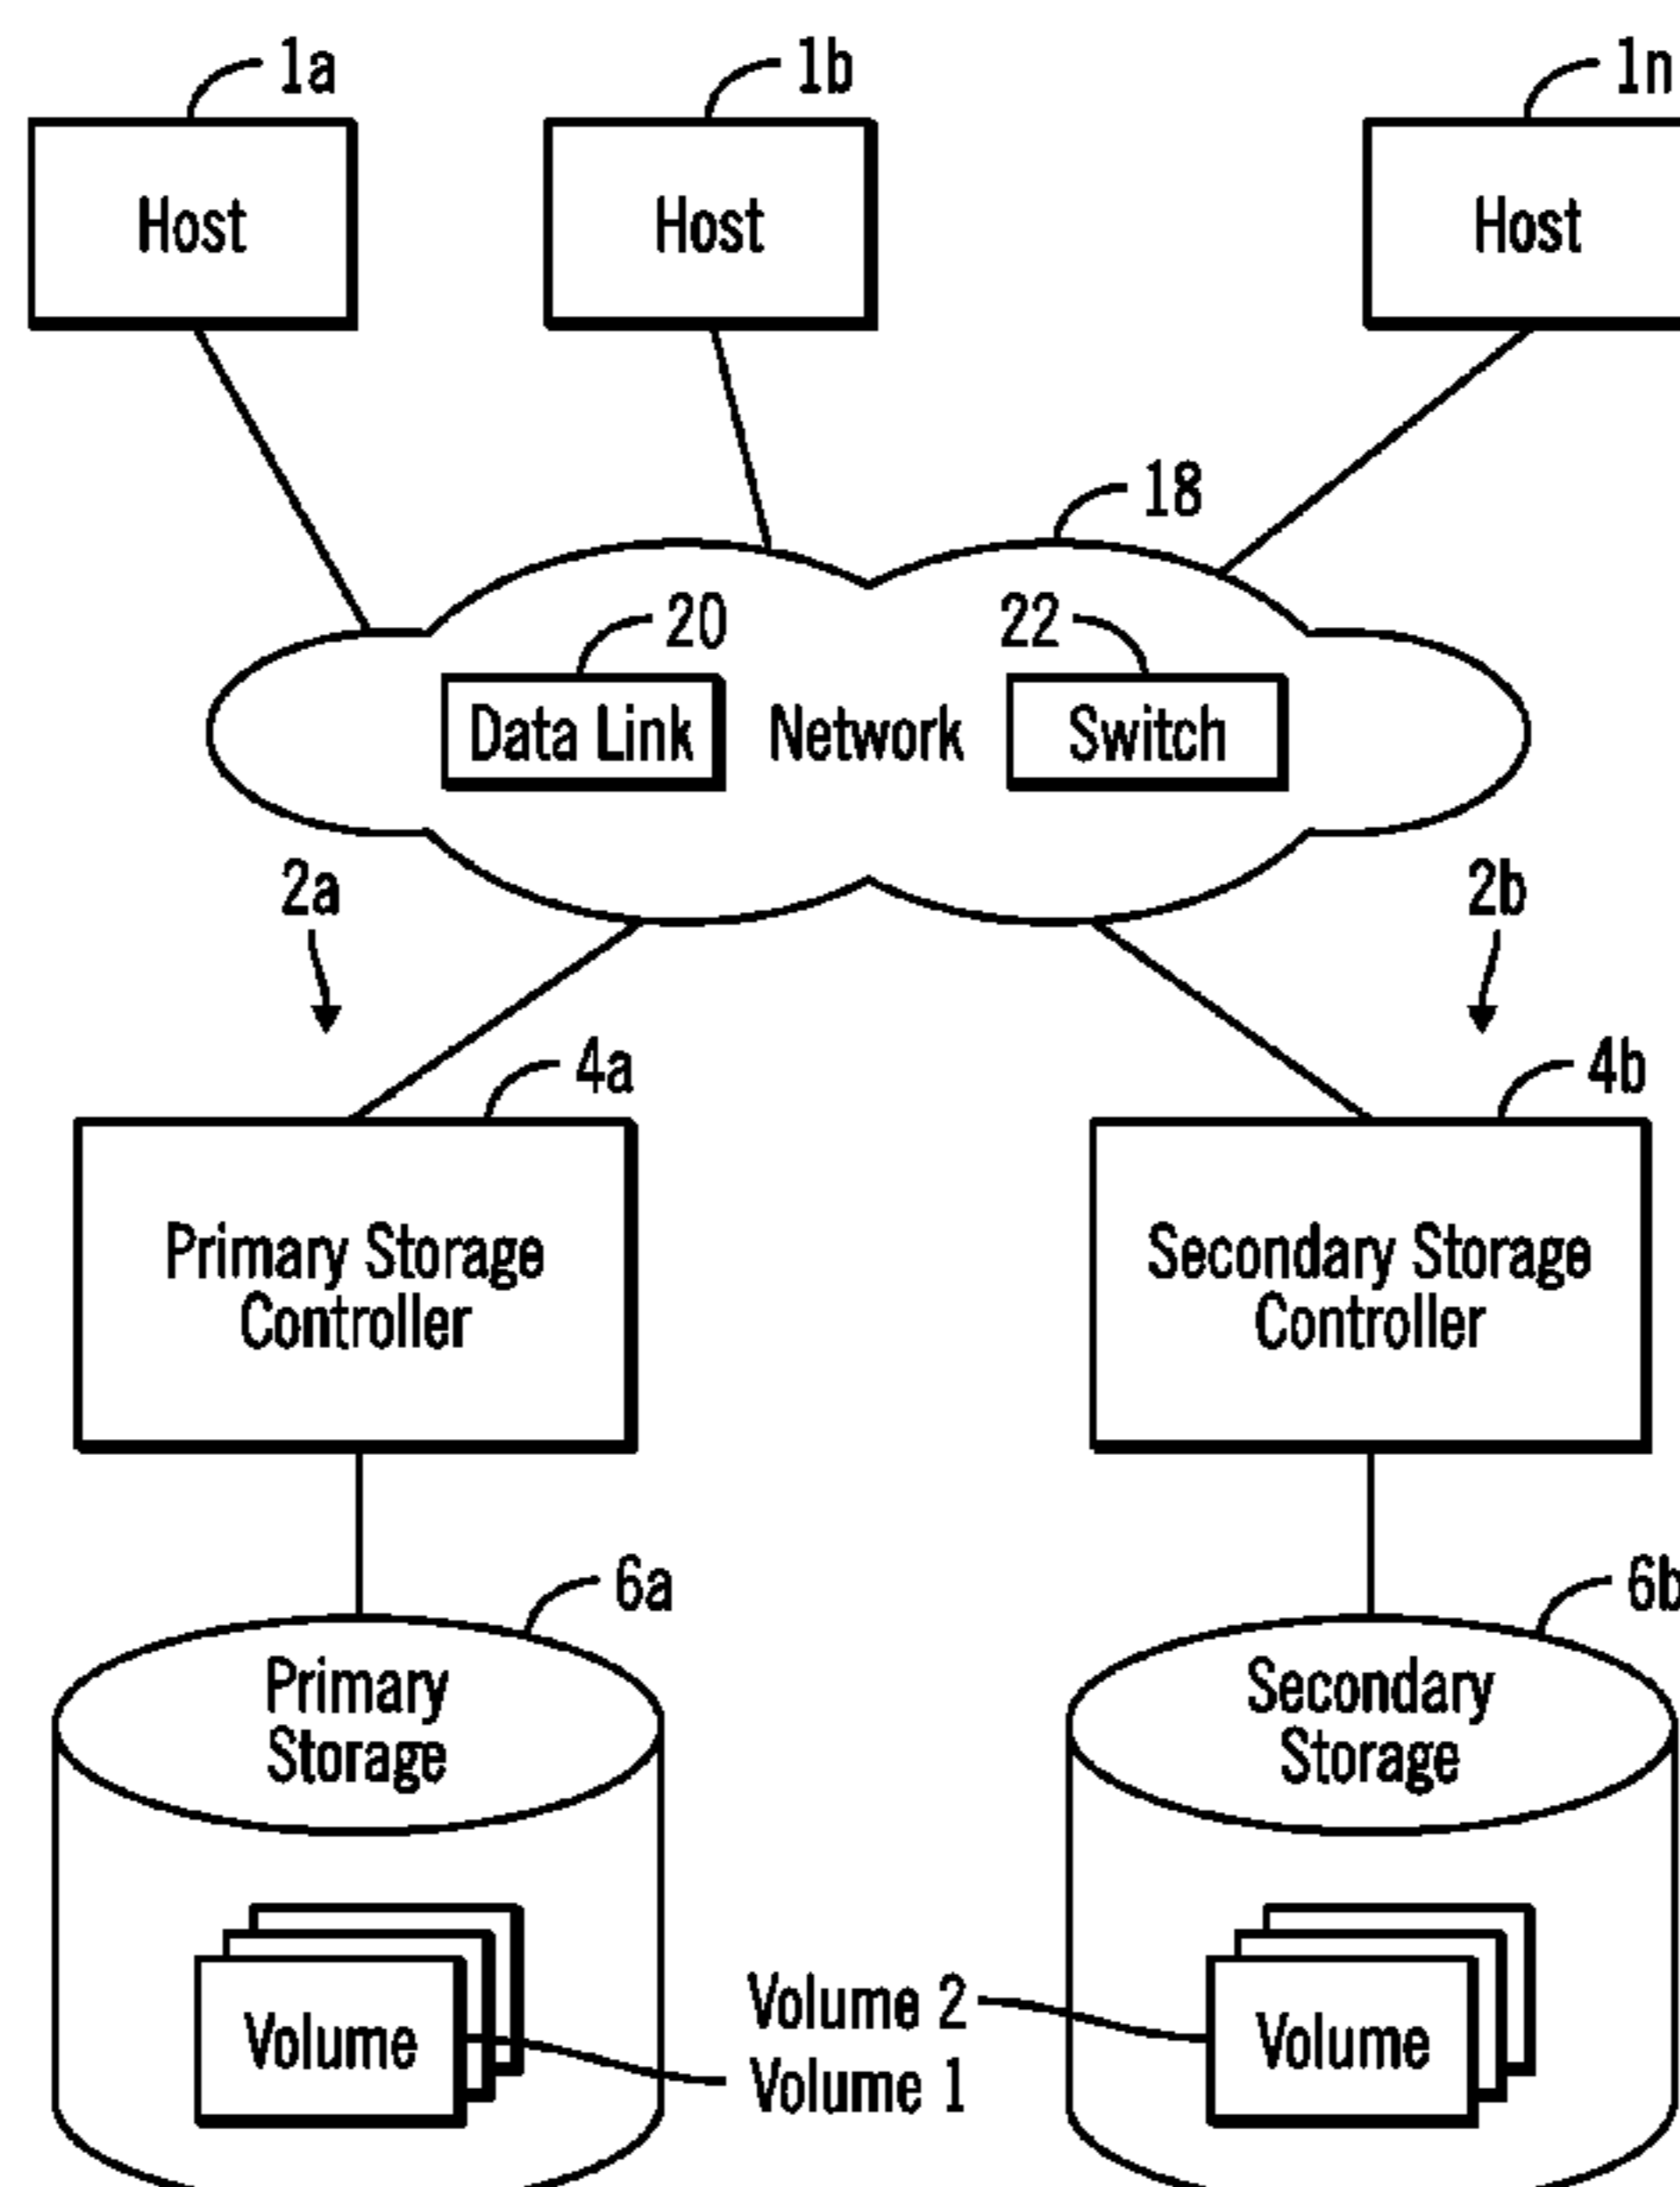 1a
1b
1n
Host
Host
Host
18
20
22
Data Link
Network
Switch
2a
2b
4a
4b
Primary Storage
Controller
Secondary Storage
Controller
6a
6b
Primary
Storage
Secondary
Storage
Volume 2
Volume
Volume 1
Volume